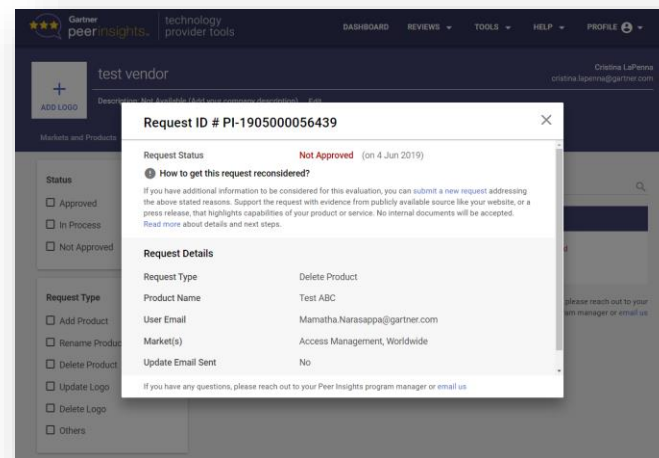 Gartner
peerinsights.
technology
provider tools
DASHBOARD REVIEWS TOOLS HELP PROFILE
+
ADD LOGO
test vendor
Cristina LaPenna
cristina.lapenna@gartner.com
Description: Not Available (Add your company description) Edit
Markets and Products
Status
Approved
In Process
Not Approved
Request Type
Add Product
Rename Produc
Delete Product
Update Logo
Delete Logo
Others
Request ID # PI-1905000056439
Request Status Not Approved (on 4 Jun 2019)
How to get this request reconsidered?
If you have additional information to be considered for this evaluation, you can submit a new request addressing
the above stated reasons. Support the request with evidence from publicly available source like your website, or a
press release, that highlights capabilities of your product or service. No internal documents will be accepted.
Read more about details and next steps.
Request Details
Request Type Delete Product
Product Name Test ABC
User Email Mamatha.Narasappa@gartner.com
Market(s) Access Management, Worldwide
Update Email Sent No
If you have any questions, please reach out to your Peer Insights program manager or email us
please reach out to your
am manager or email us